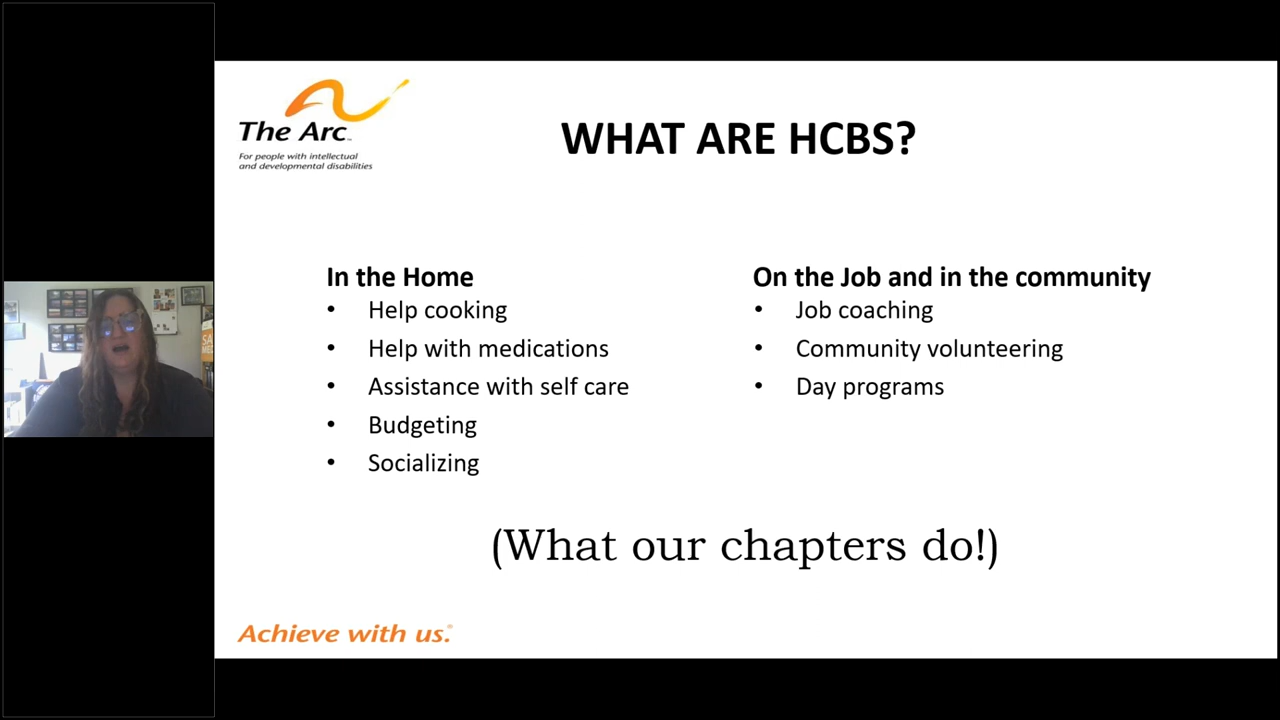 The Arc
For people with intellectual
and developmental disabilities
WHAT ARE HCBS?
In the Home
• Help cooking
• Help with medications
• Assistance with self care
• Budgeting
• Socializing
On the Job and in the community
• Job coaching
• Community volunteering
• Day programs
(What our chapters do!)
Achieve with us.®